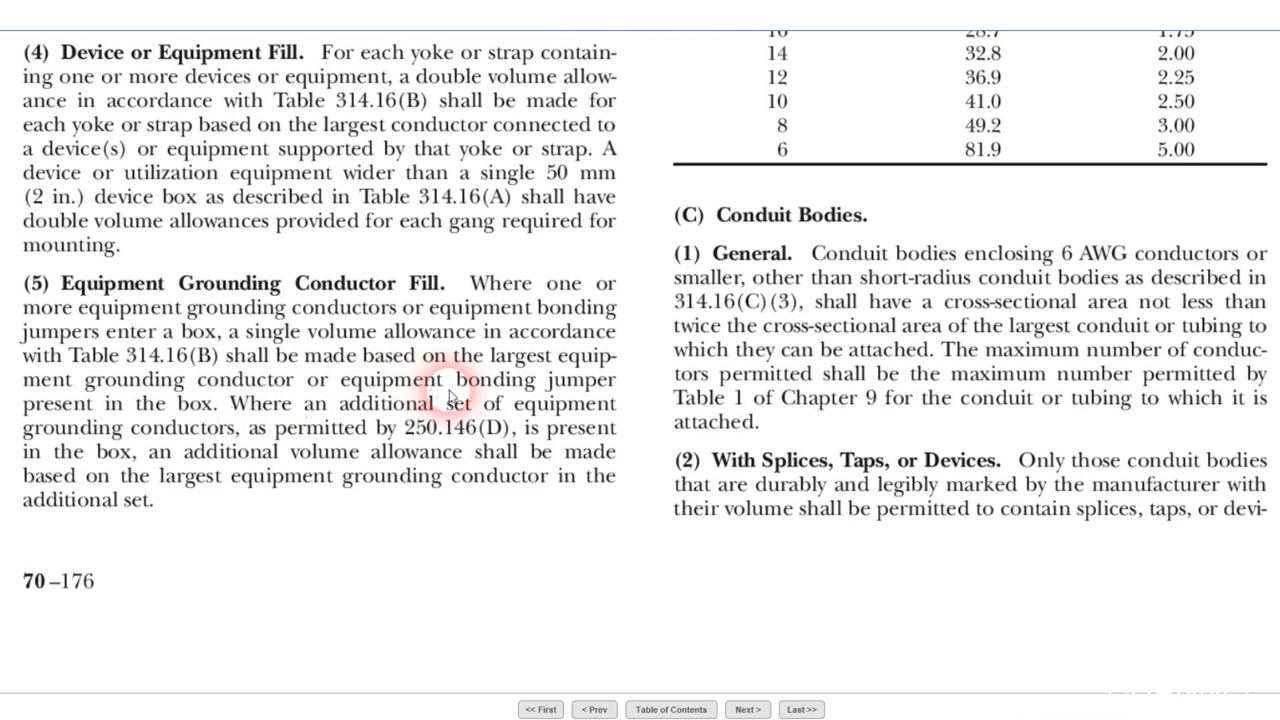 (4) Device or Equipment Fill. For each yoke or strap contain-
ing one or more devices or equipment, a double volume allow-
ance in accordance with Table 314.16(B) shall be made for
each yoke or strap based on the largest conductor connected to
a device(s) or equipment supported by that yoke or strap. A
device or utilization equipment wider than a single 50 mm
(2 in.) device box as described in Table 314.16(A) shall have
double volume allowances provided for each gang required for
mounting.
(5) Equipment Grounding Conductor Fill. Where one or
more equipment grounding conductors or equipment bonding
jumpers enter a box, a single volume allowance in accordance
with Table 314.16(B) shall be made based on the largest equip-
ment grounding conductor or equipment bonding jumper
present in the box. Where an additional set of equipment
grounding conductors, as permitted by 250.146(D), is present
in the box, an additional volume allowance shall be made
based on the largest equipment grounding conductor in the
additional set.
70–176
16 28.7 1.75
14 32.8 2.00
12 36.9 2.25
10 41.0 2.50
8 49.2 3.00
6 81.9 5.00
(C) Conduit Bodies.
(1) General. Conduit bodies enclosing 6 AWG conductors or
smaller, other than short-radius conduit bodies as described in
314.16(C)(3), shall have a cross-sectional area not less than
twice the cross-sectional area of the largest conduit or tubing to
which they can be attached. The maximum number of conduc-
tors permitted shall be the maximum number permitted by
Table 1 of Chapter 9 for the conduit or tubing to which it is
attached.
(2) With Splices, Taps, or Devices. Only those conduit bodies
that are durably and legibly marked by the manufacturer with
their volume shall be permitted to contain splices, taps, or devi-
<< First < Prev Table of Contents Next > Last >>